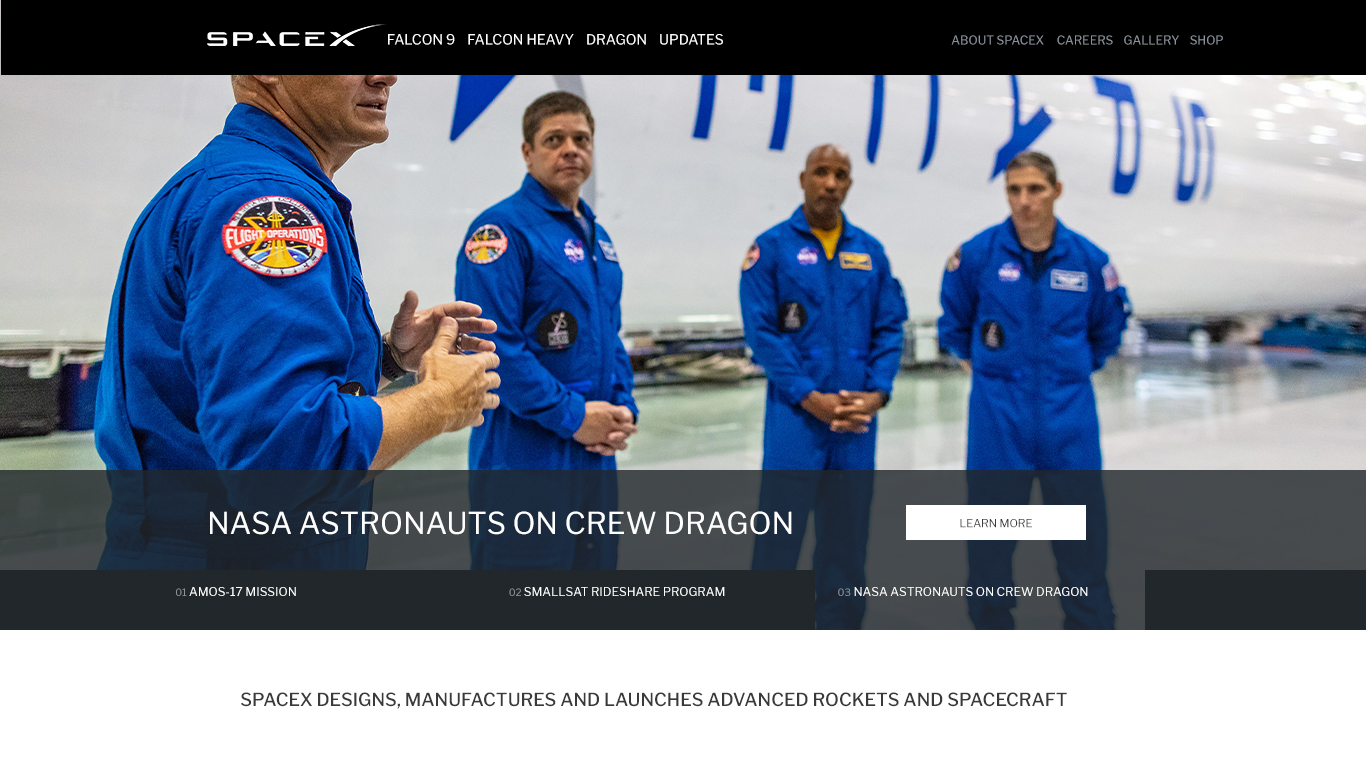 SPACEX FALCON 9 FALCON HEAVY DRAGON UPDATES ABOUT SPACEX CAREERS GALLERY SHOP
FLIGHT OPERATIONS
NASA ASTRONAUTS ON CREW DRAGON
LEARN MORE
01 AMOS-17 MISSION
02 SMALLSAT RIDESHARE PROGRAM
03 NASA ASTRONAUTS ON CREW DRAGON
SPACEX DESIGNS, MANUFACTURES AND LAUNCHES ADVANCED ROCKETS AND SPACECRAFT